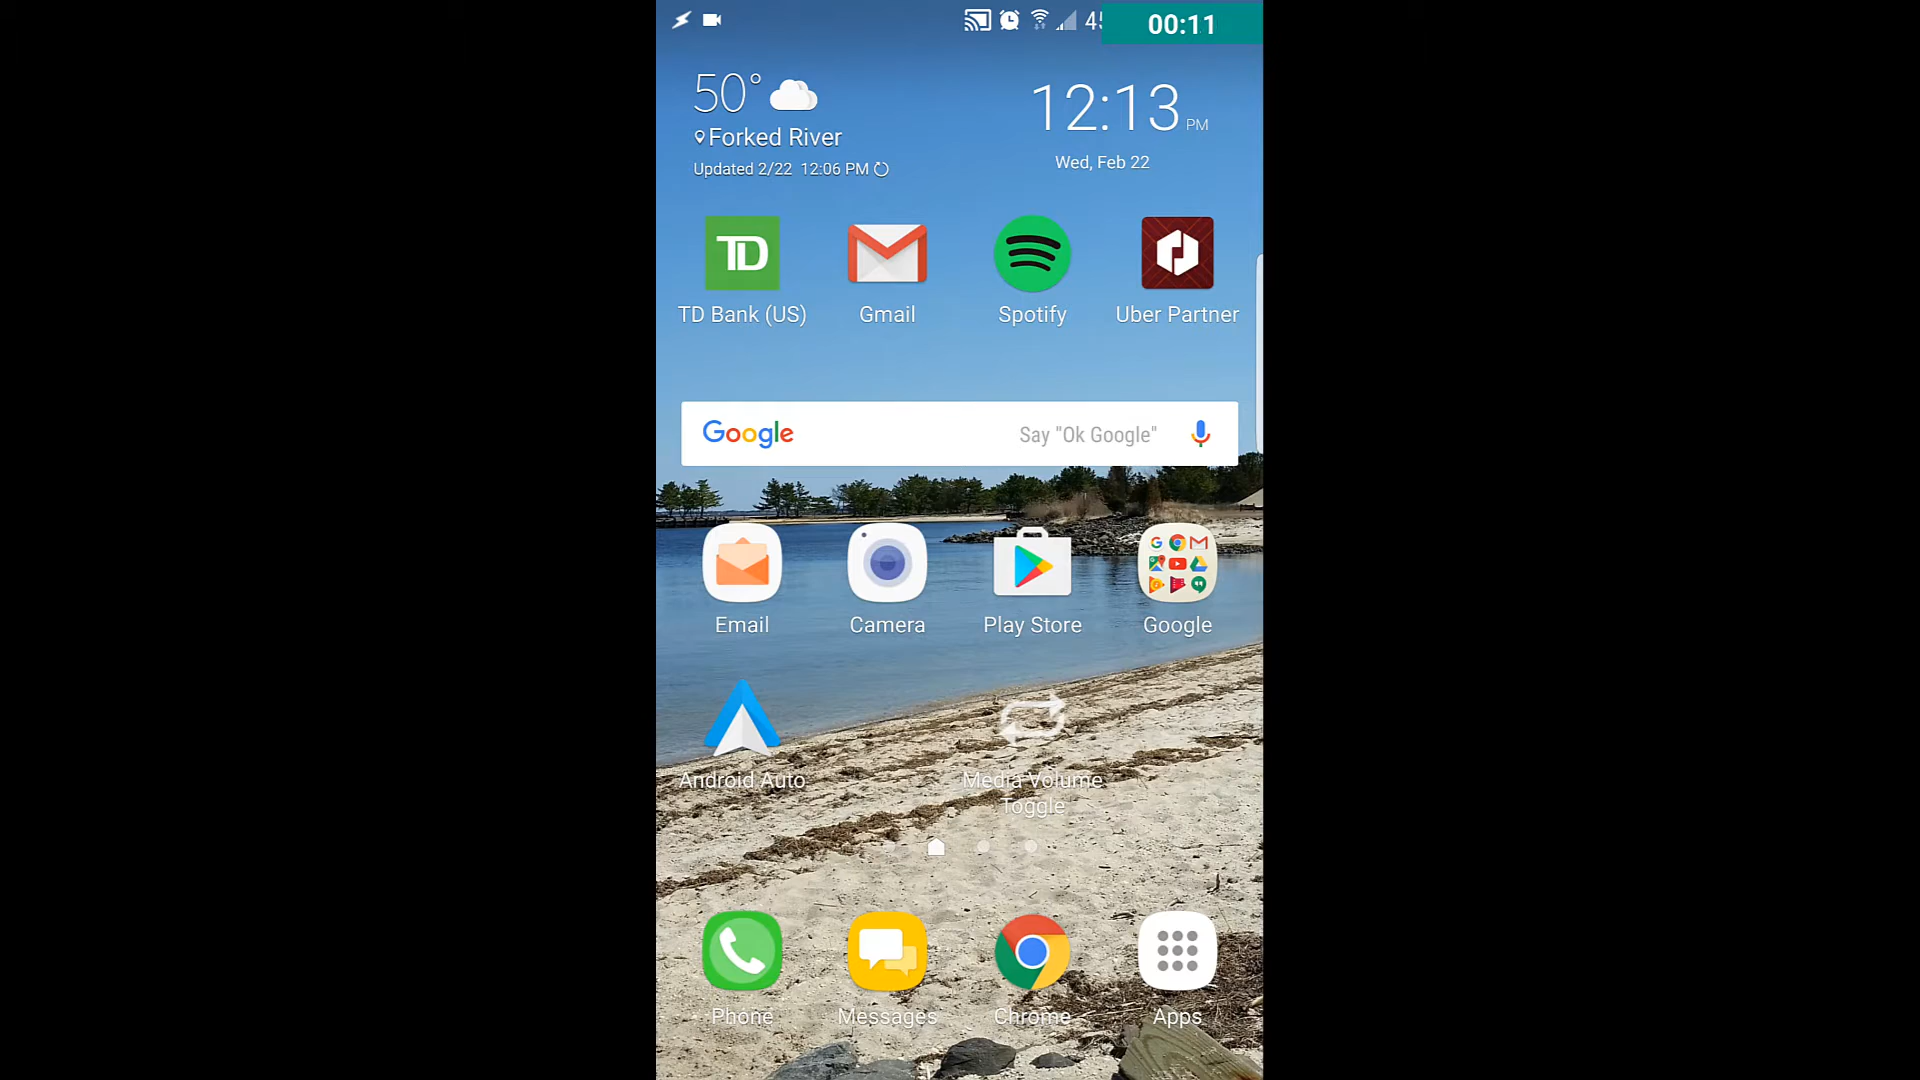 00:11
50°
12:13 PM
Forked River
Wed, Feb 22
Updated 2/22 12:06 PM
TD
TD Bank (US)
Gmail
Spotify
Uber Partner
Google
Say "Ok Google"
Email
Camera
Play Store
Google
Android Auto
Media Volume
Toggle
Phone
Messages
Chrome
Apps